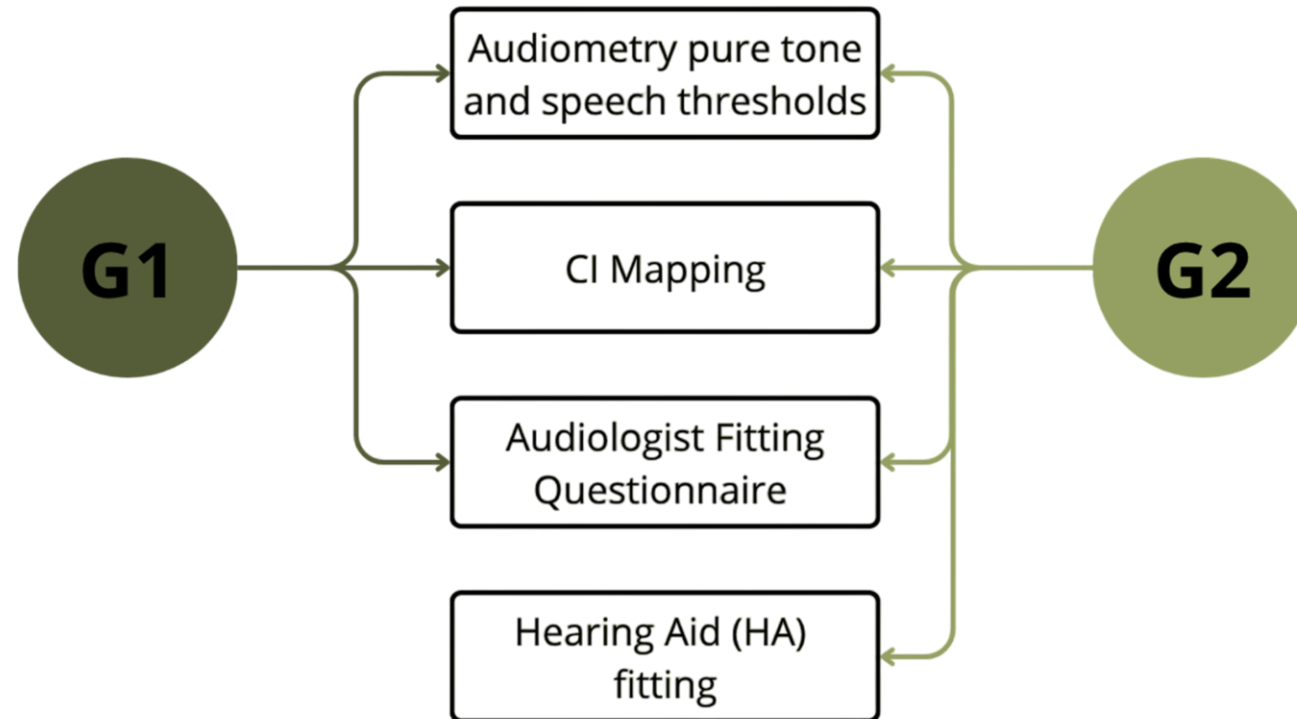 Audiometry pure tone
and speech thresholds
G1
CI Mapping
G2
Audiologist Fitting
Questionnaire
Hearing Aid (HA)
fitting